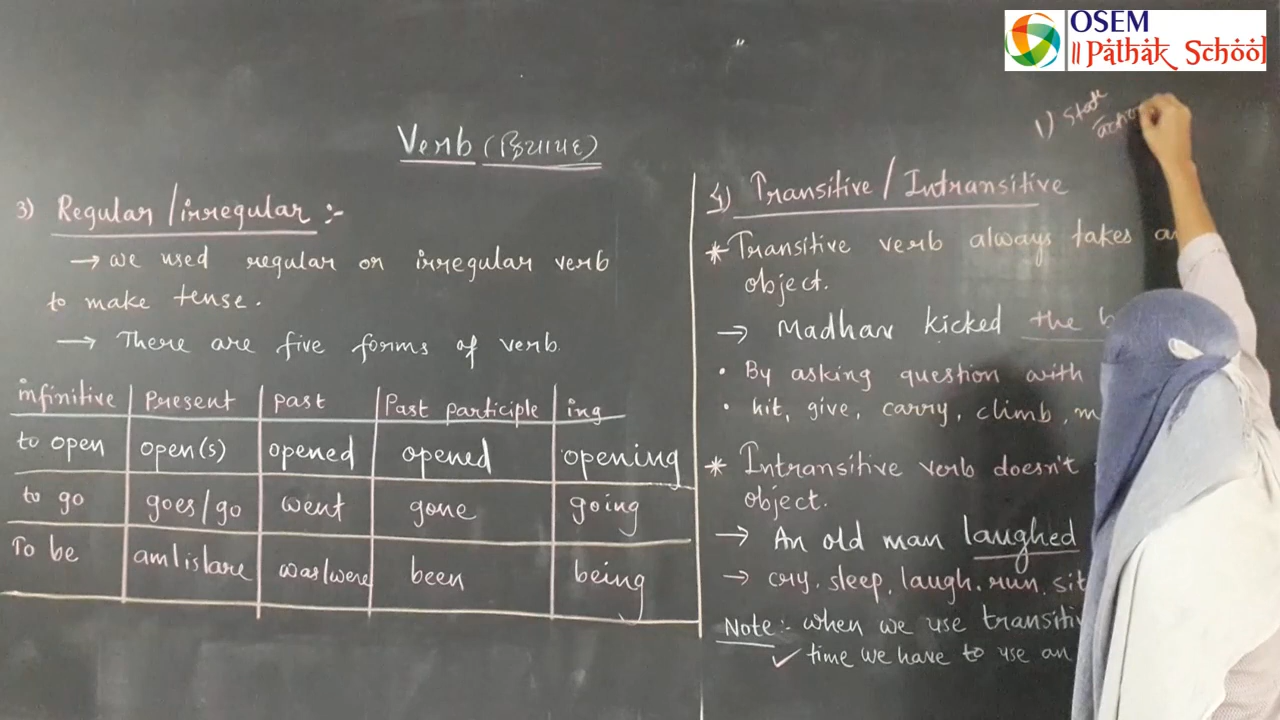 OSEM
॥ Pathak School
1) State
action
Verb (ક્રિયાપદ)
3) Regular/irregular :-
→ we used regular or irregular verb
to make tense.
→ There are five forms of verb.
infinitive Present past Past participle ing
to open open(s) opened opened opening
to go goes/go went gone going
To be am|is|are was/were been being
4) Transitive/Intransitive
* Transitive verb always takes an
object.
→ Madhav kicked the b
• By asking question with
• hit, give, carry, climb, m
* Intransitive verb doesn't
object.
→ An old man laughed
→ cry, sleep, laugh, run, sit
Note :- when we use transitiv
✓ time we have to use an